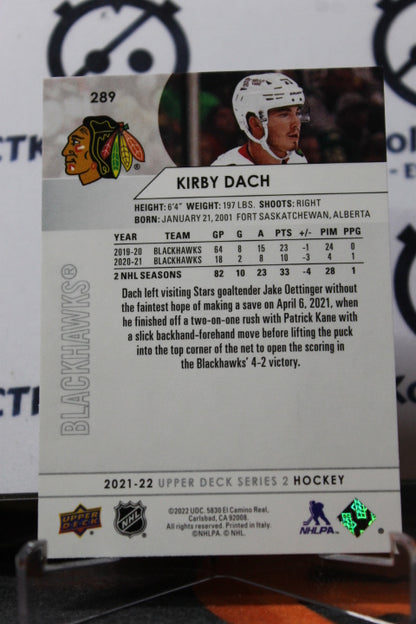 289
KIRBY DACH
HEIGHT: 6'4" WEIGHT: 197 LBS. SHOOTS: RIGHT
BORN: JANUARY 21, 2001 FORT SASKATCHEWAN, ALBERTA
YEAR TEAM GP G A PTS +/- PIM PPG
2019-20 BLACKHAWKS 64 8 15 23 -1 24 0
2020-21 BLACKHAWKS 18 2 8 10 -3 4 1
2 NHL SEASONS 82 10 23 33 -4 28 1
Dach left visiting Stars goaltender Jake Oettinger without
the faintest hope of making a save on April 6, 2021, when
he finished off a two-on-one rush with Patrick Kane with
a slick backhand-forehand move before lifting the puck
into the top corner of the net to open the scoring in
the Blackhawks' 4-2 victory.
BLACKHAWKS®
2021-22 UPPER DECK SERIES 2 HOCKEY
UPPER DECK
NHL
©2022 UDC. 5830 El Camino Real,
Carlsbad, CA 92008.
All rights reserved. Printed in Italy.
©NHLPA. © NHL.
NHLPA